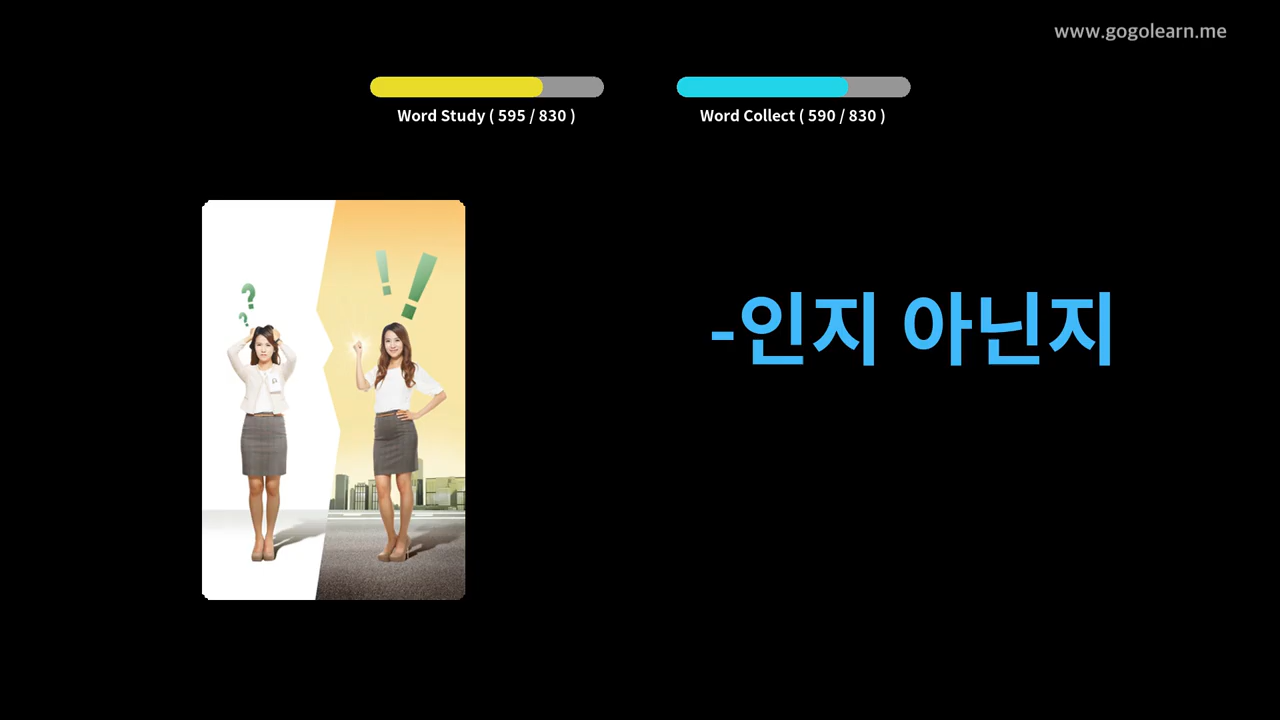 www.gogolearn.me
Word Study ( 595 / 830 )
Word Collect ( 590 / 830 )
? ! !
?
-인지 아닌지